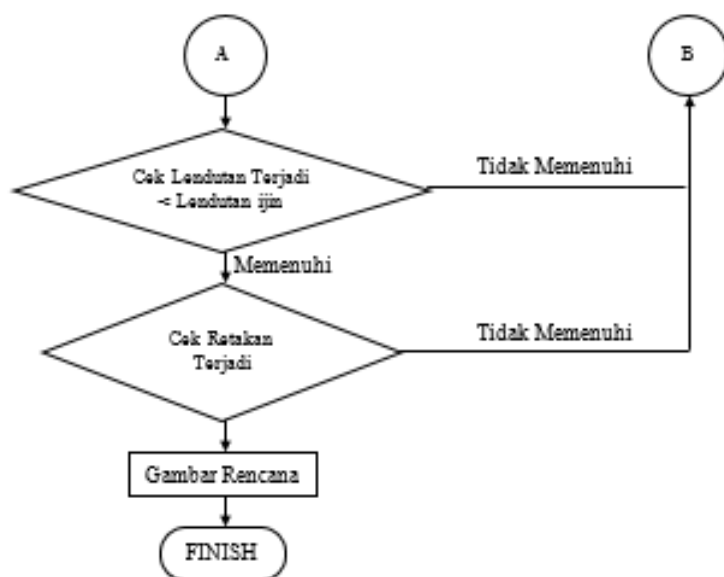 A
B
Cek Lendutan Terjadi
< Lendutan ijin
Tidak Memenuhi
Memenuhi
Cek Retakan
Terjadi
Tidak Memenuhi
Gambar Rencana
FINISH